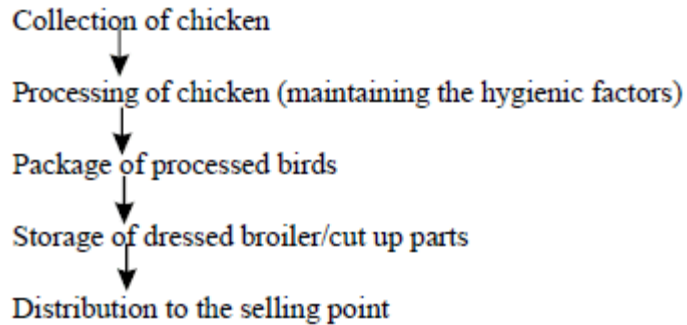 Collection of chicken
Processing of chicken (maintaining the hygienic factors)
Package of processed birds
Storage of dressed broiler/cut up parts
Distribution to the selling point